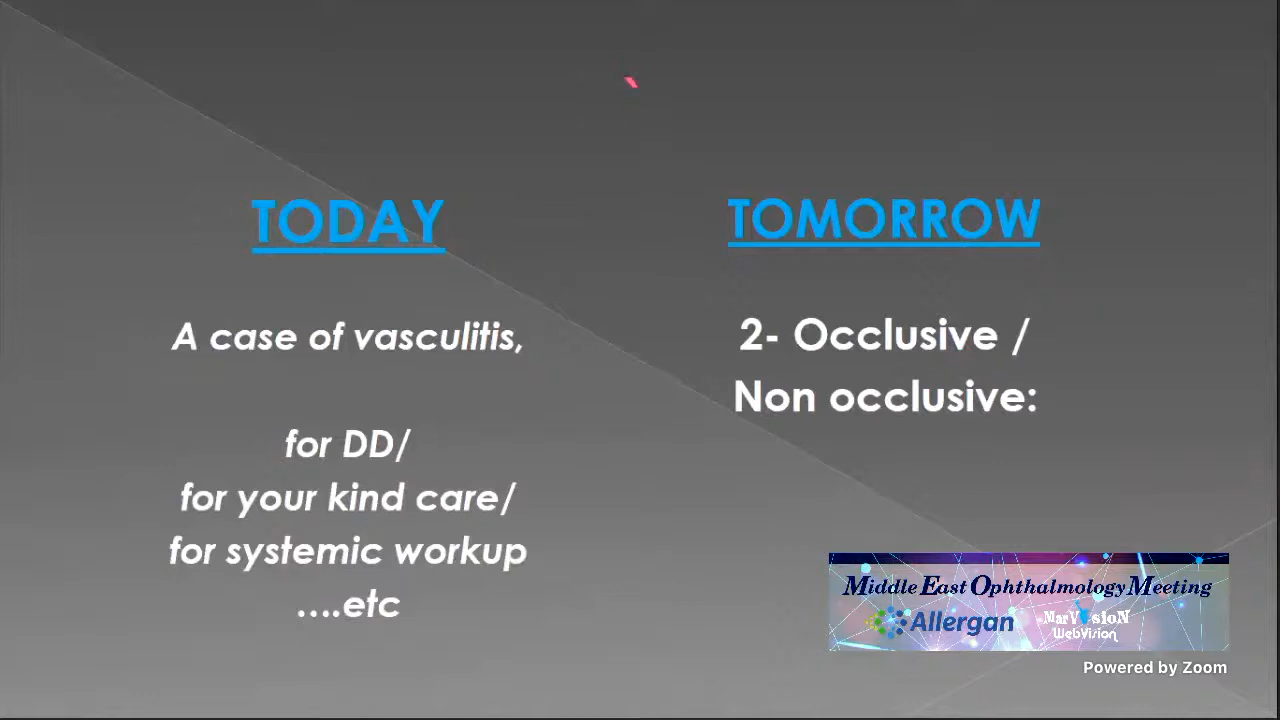 TODAY
A case of vasculitis,
for DD/
for your kind care/
for systemic workup
....etc
TOMORROW
2- Occlusive /
Non occlusive:
Middle East Ophthalmology Meeting
Allergan
MarVisioN
WebVision
Powered by Zoom